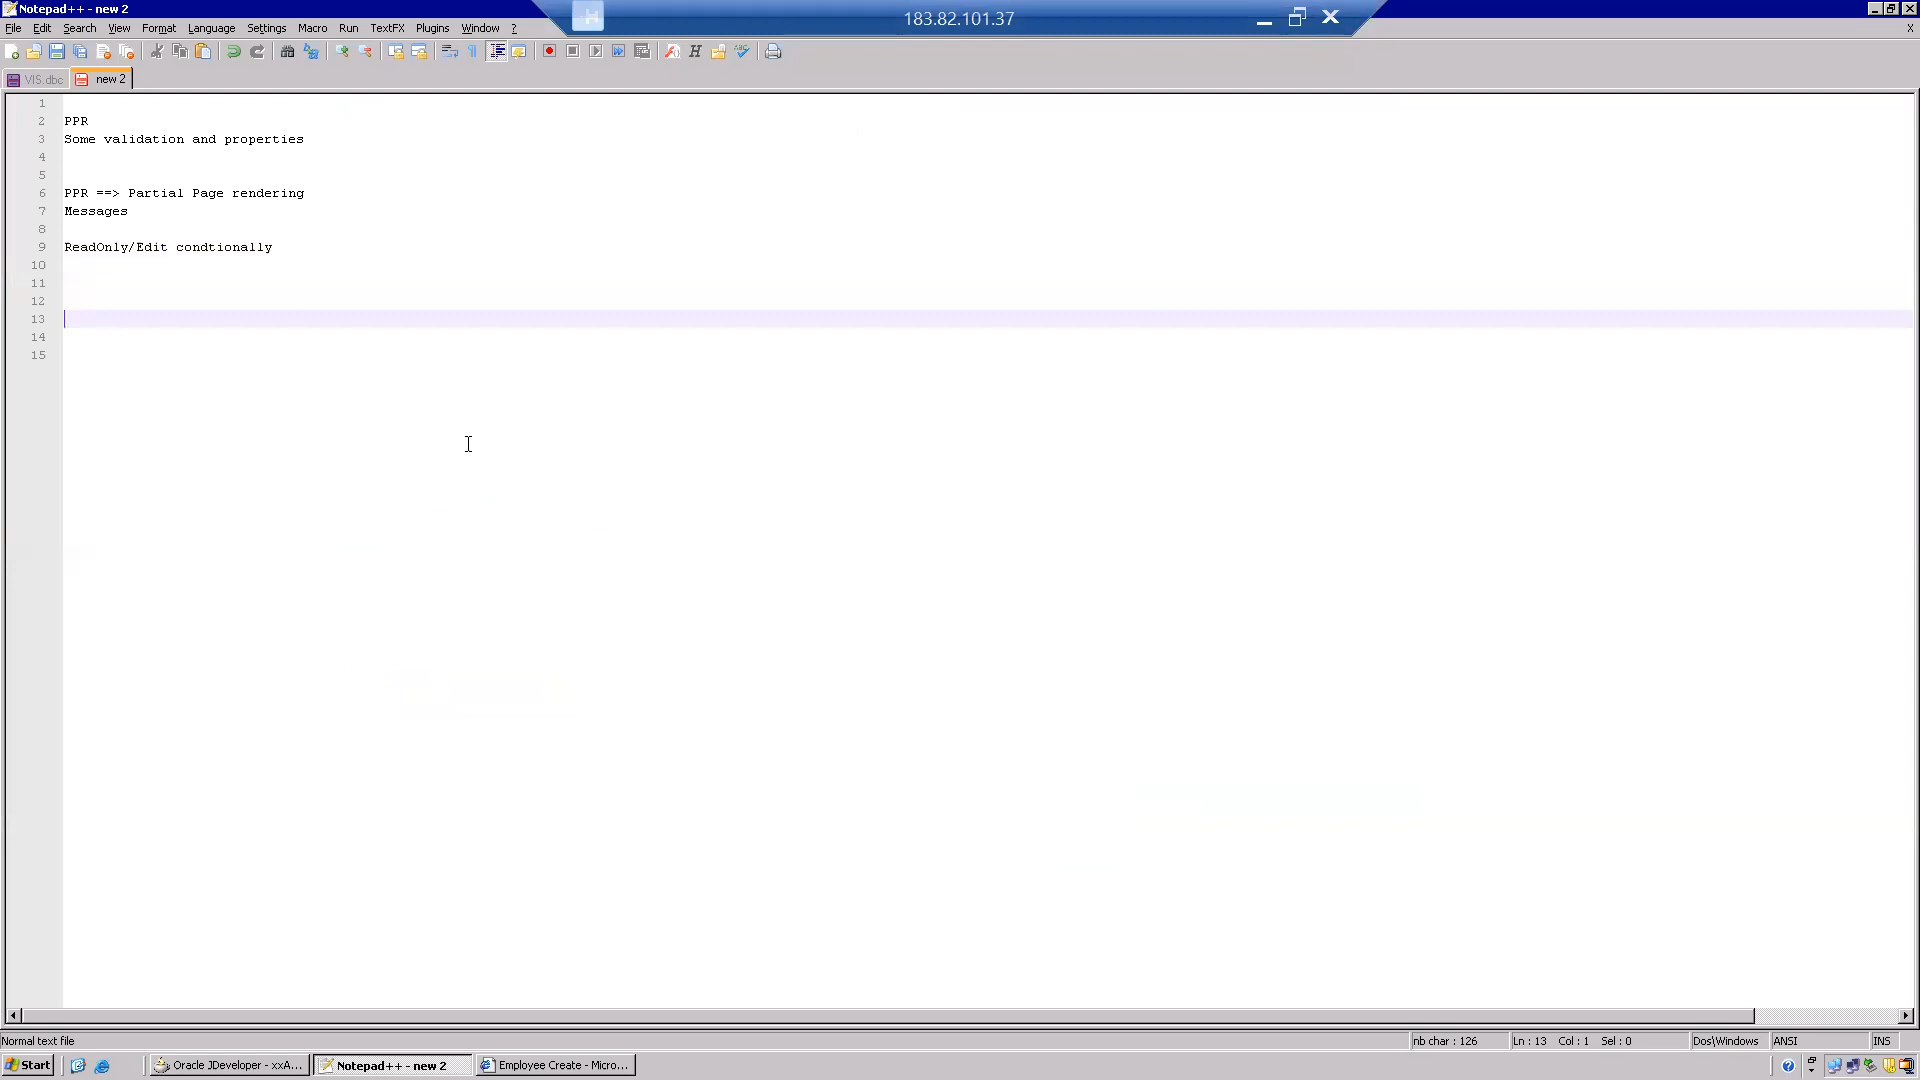 Notepad++ - new 2
183.82.101.37
File Edit Search View Format Language Settings Macro Run TextFX Plugins Window ?
X
VIS.dbc new 2
1
2 PPR
3 Some validation and properties
4
5
6 PPR ==> Partial Page rendering
7 Messages
8
9 ReadOnly/Edit condtionally
10
11
12
13
14
15
Normal text file nb char : 126 Ln : 13 Col : 1 Sel : 0 Dos\Windows ANSI INS
Start Oracle JDeveloper - xxA... Notepad++ - new 2 Employee Create - Micro...